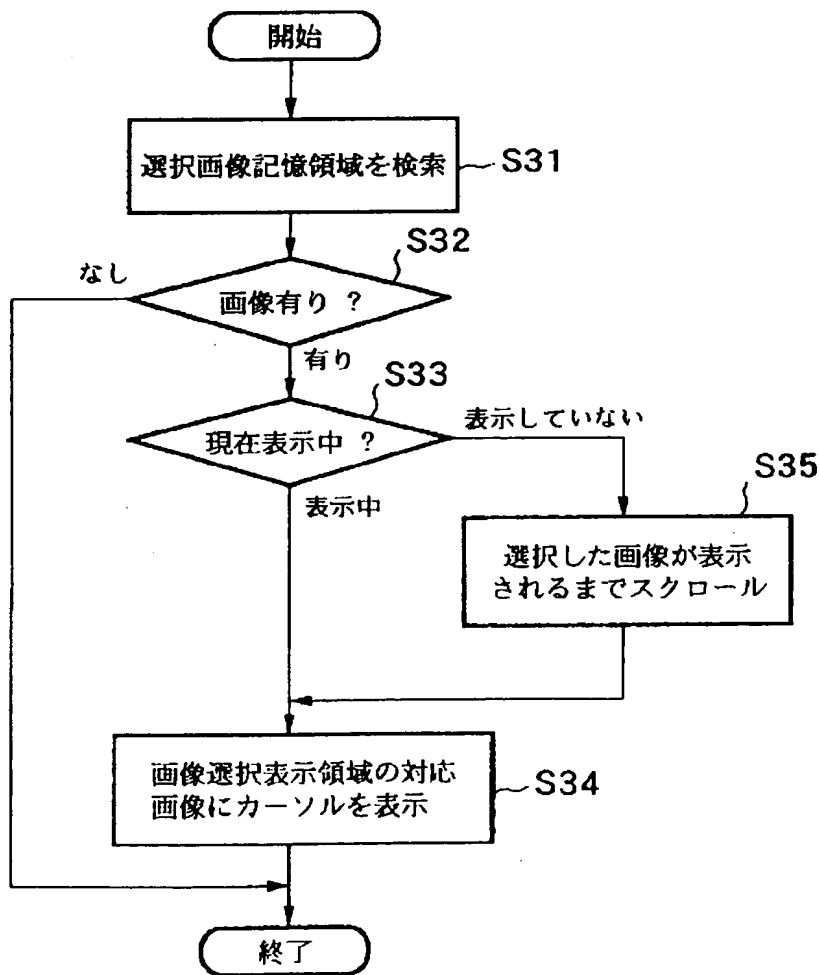 開始
選択画像記憶領域を検索
S31
S32
なし
画像有り ?
有り
S33
現在表示中 ?
表示していない
表示中
S35
選択した画像が表示
されるまでスクロール
画像選択表示領域の対応
画像にカーソルを表示
S34
終了